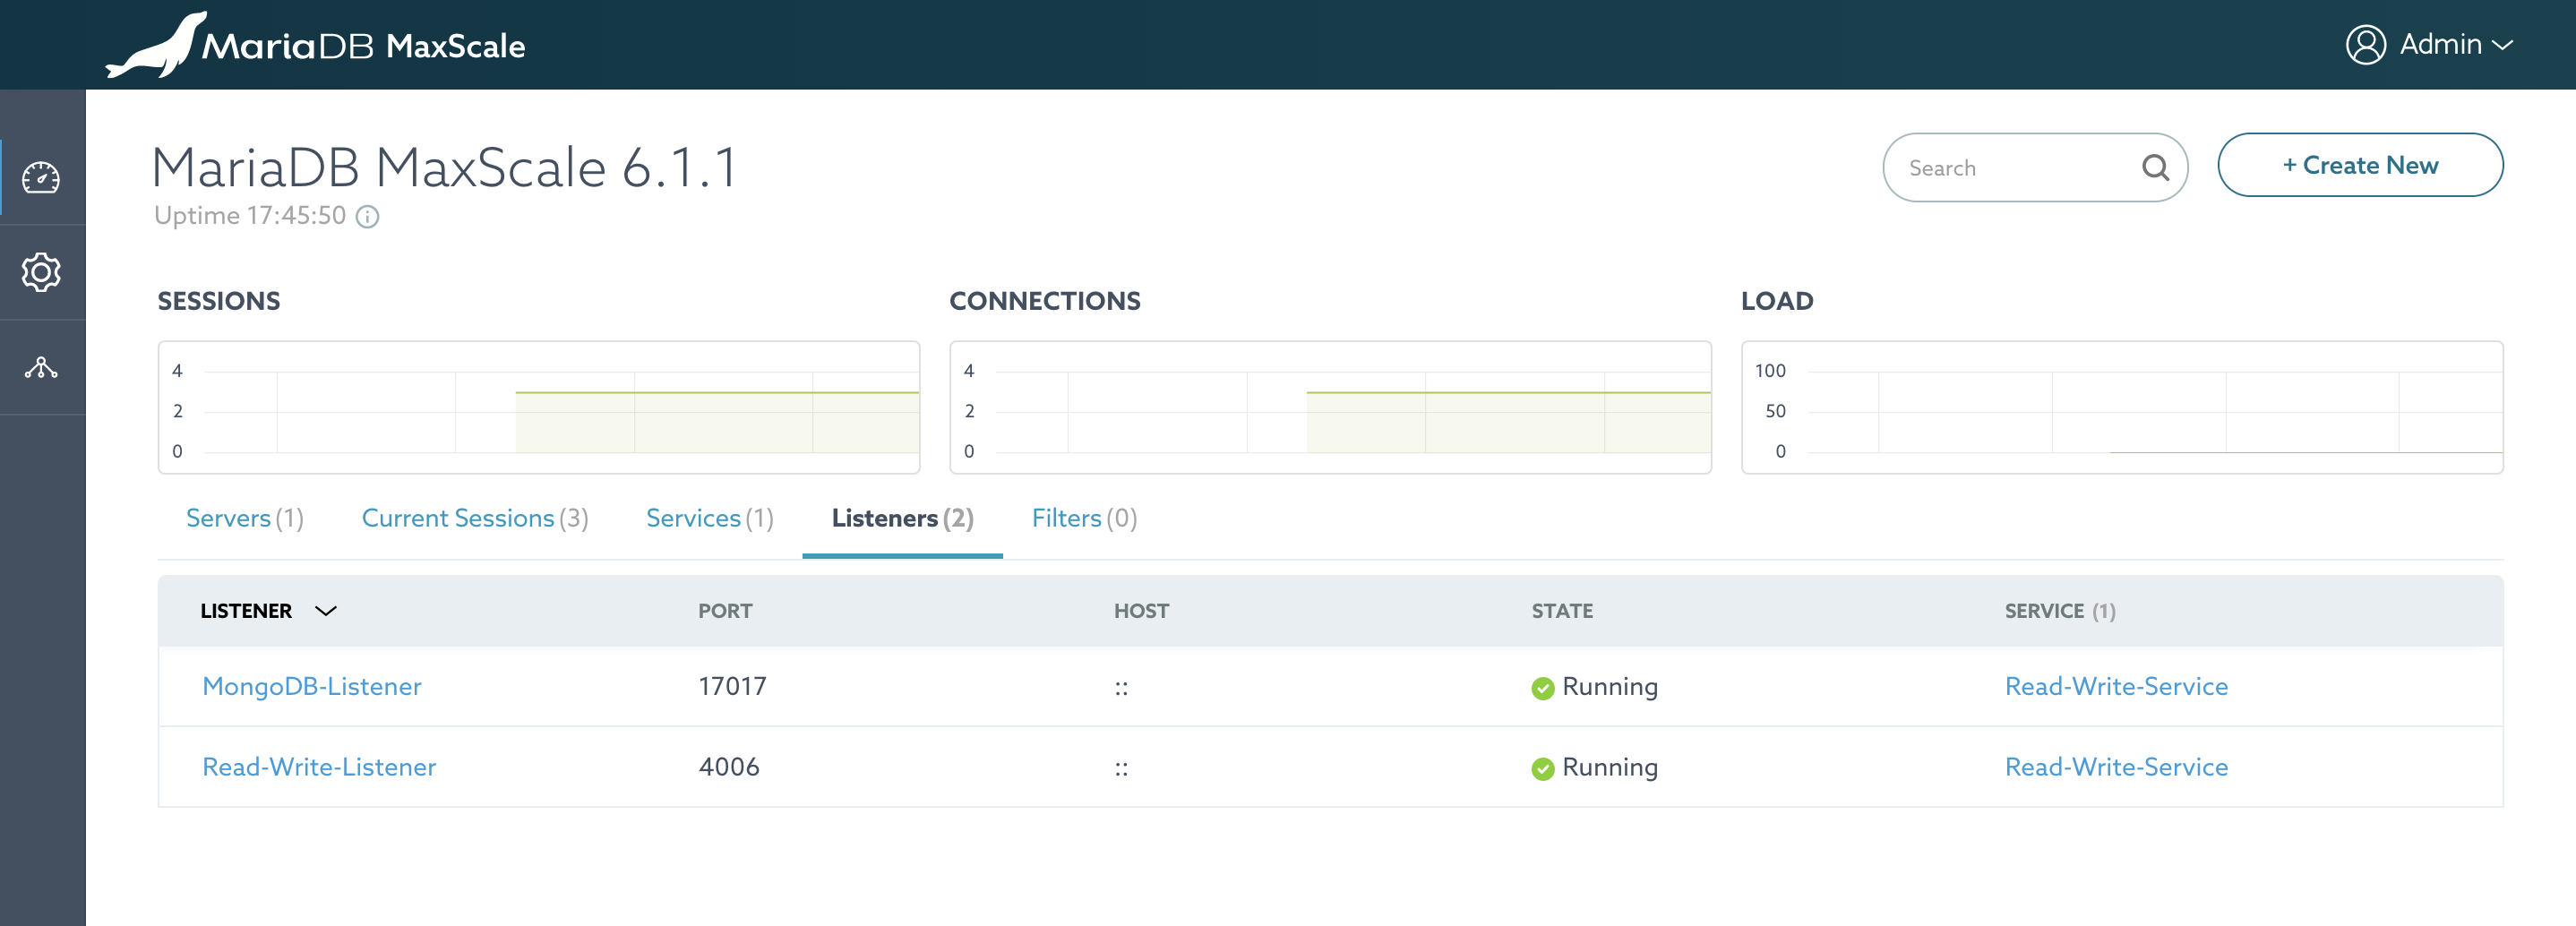 MariaDB MaxScale
Admin
MariaDB MaxScale 6.1.1
Search
+ Create New
Uptime 17:45:50
SESSIONS
CONNECTIONS
LOAD
4
2
0
4
2
0
100
50
0
Servers (1) Current Sessions (3) Services (1) Listeners (2) Filters (0)
LISTENER PORT HOST STATE SERVICE (1)
MongoDB-Listener 17017 :: Running Read-Write-Service
Read-Write-Listener 4006 :: Running Read-Write-Service